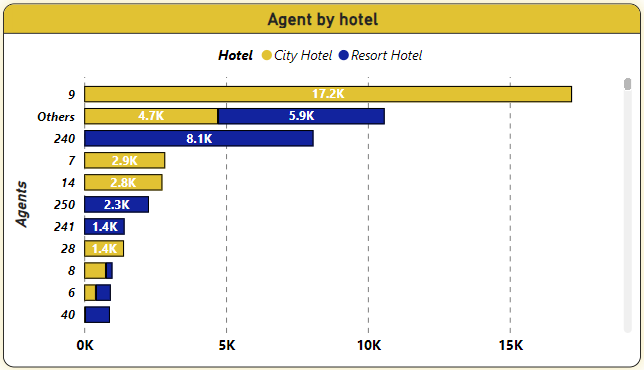 Agent by hotel
Hotel City Hotel Resort Hotel
Agents
9 17.2K
Others 4.7K 5.9K
240 8.1K
7 2.9K
14 2.8K
250 2.3K
241 1.4K
28 1.4K
8
6
40
0K 5K 10K 15K